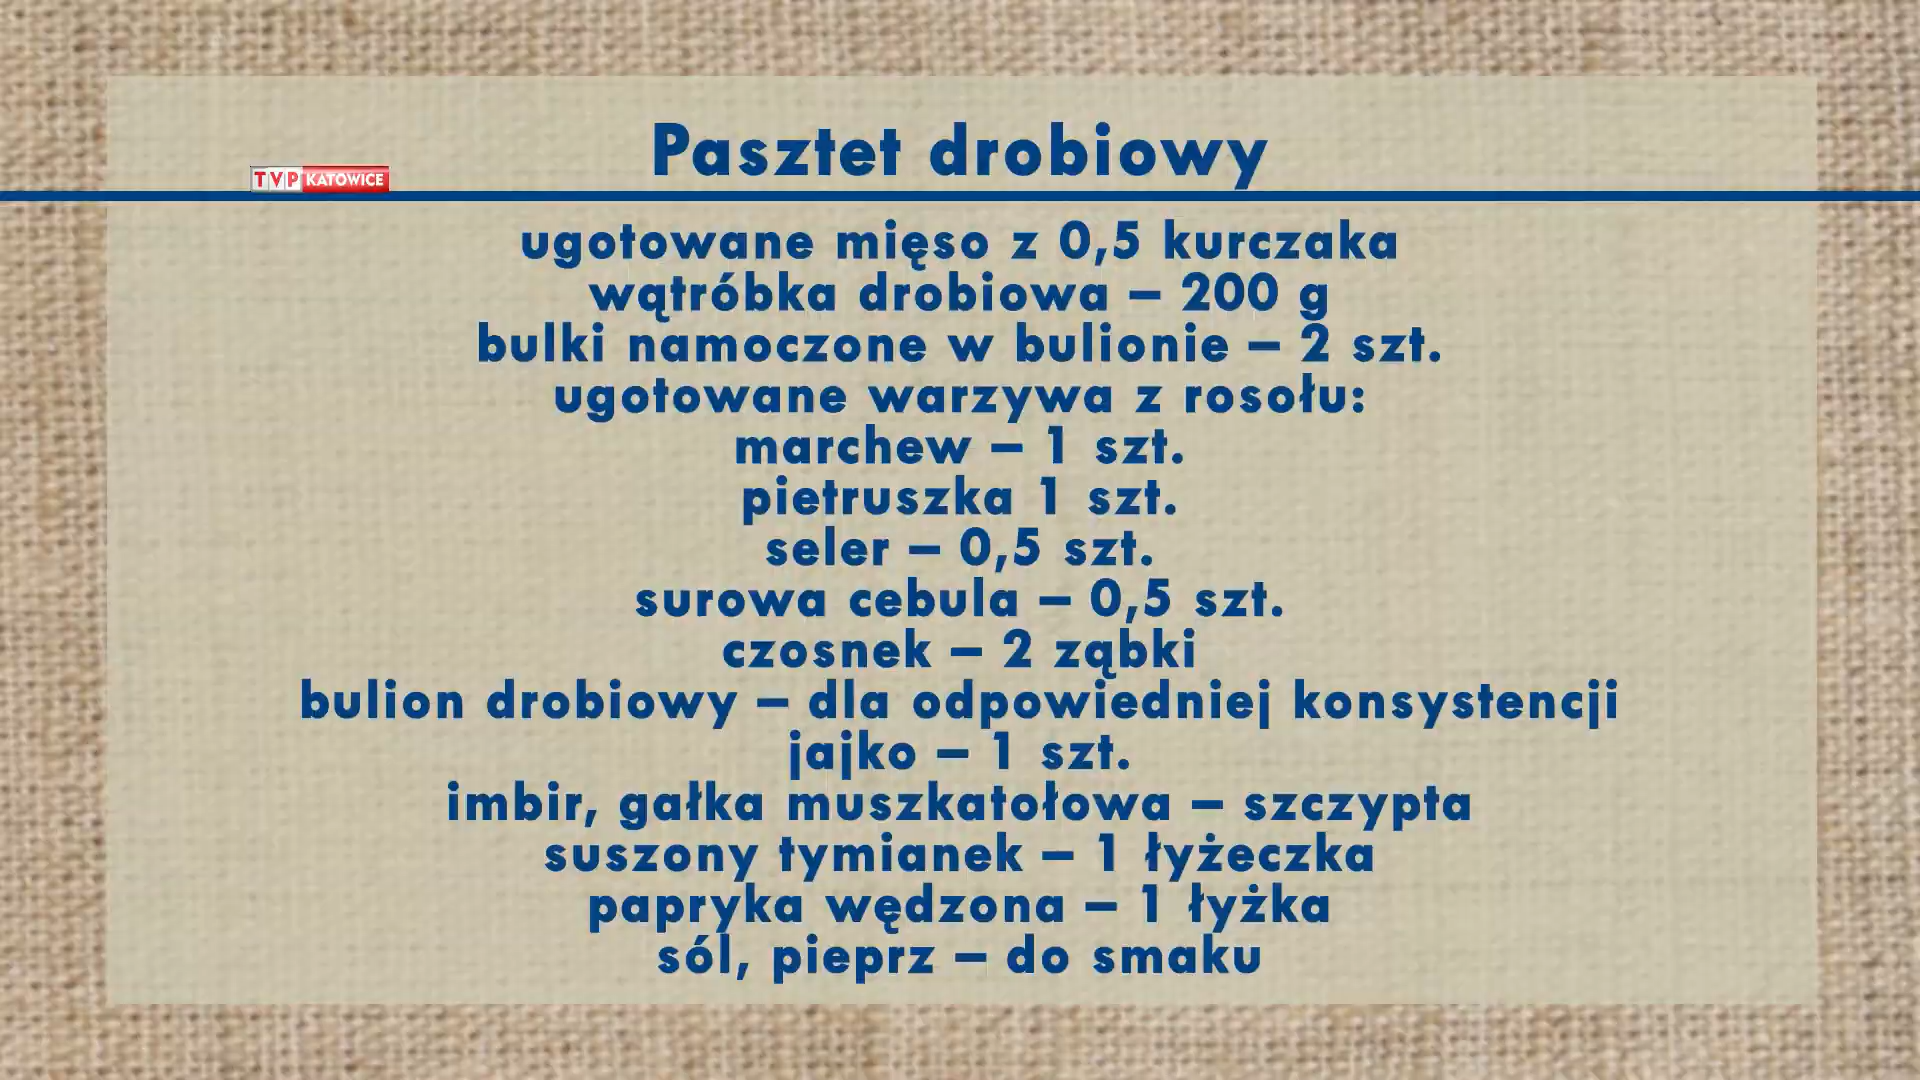 Pasztet drobiowy
TVP KATOWICE
ugotowane mięso z 0,5 kurczaka
wątróbka drobiowa – 200 g
bulki namoczone w bulionie – 2 szt.
ugotowane warzywa z rosołu:
marchew – 1 szt.
pietruszka 1 szt.
seler – 0,5 szt.
surowa cebula – 0,5 szt.
czosnek – 2 ząbki
bulion drobiowy – dla odpowiedniej konsystencji
jajko – 1 szt.
imbir, gałka muszkatołowa – szczypta
suszony tymianek – 1 łyżeczka
papryka wędzona – 1 łyżka
sól, pieprz – do smaku